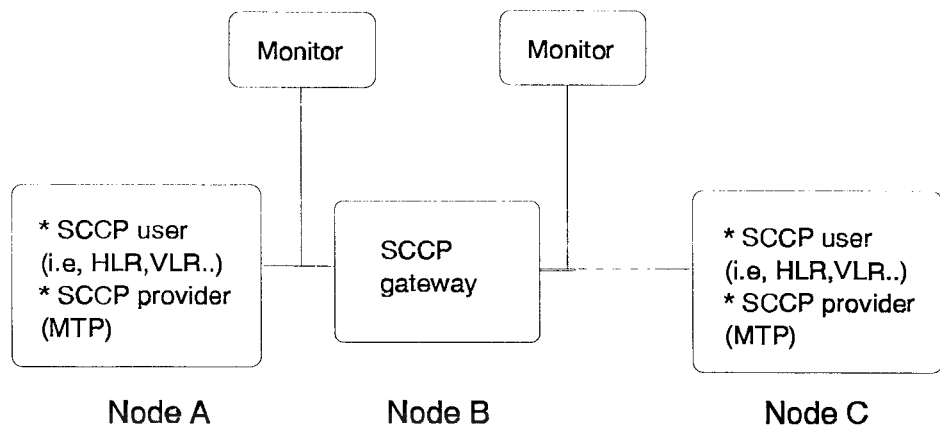 Monitor
Monitor
* SCCP user
(i.e, HLR,VLR..)
* SCCP provider
(MTP)
SCCP
gateway
* SCCP user
(i.e, HLR,VLR..)
* SCCP provider
(MTP)
Node A
Node B
Node C